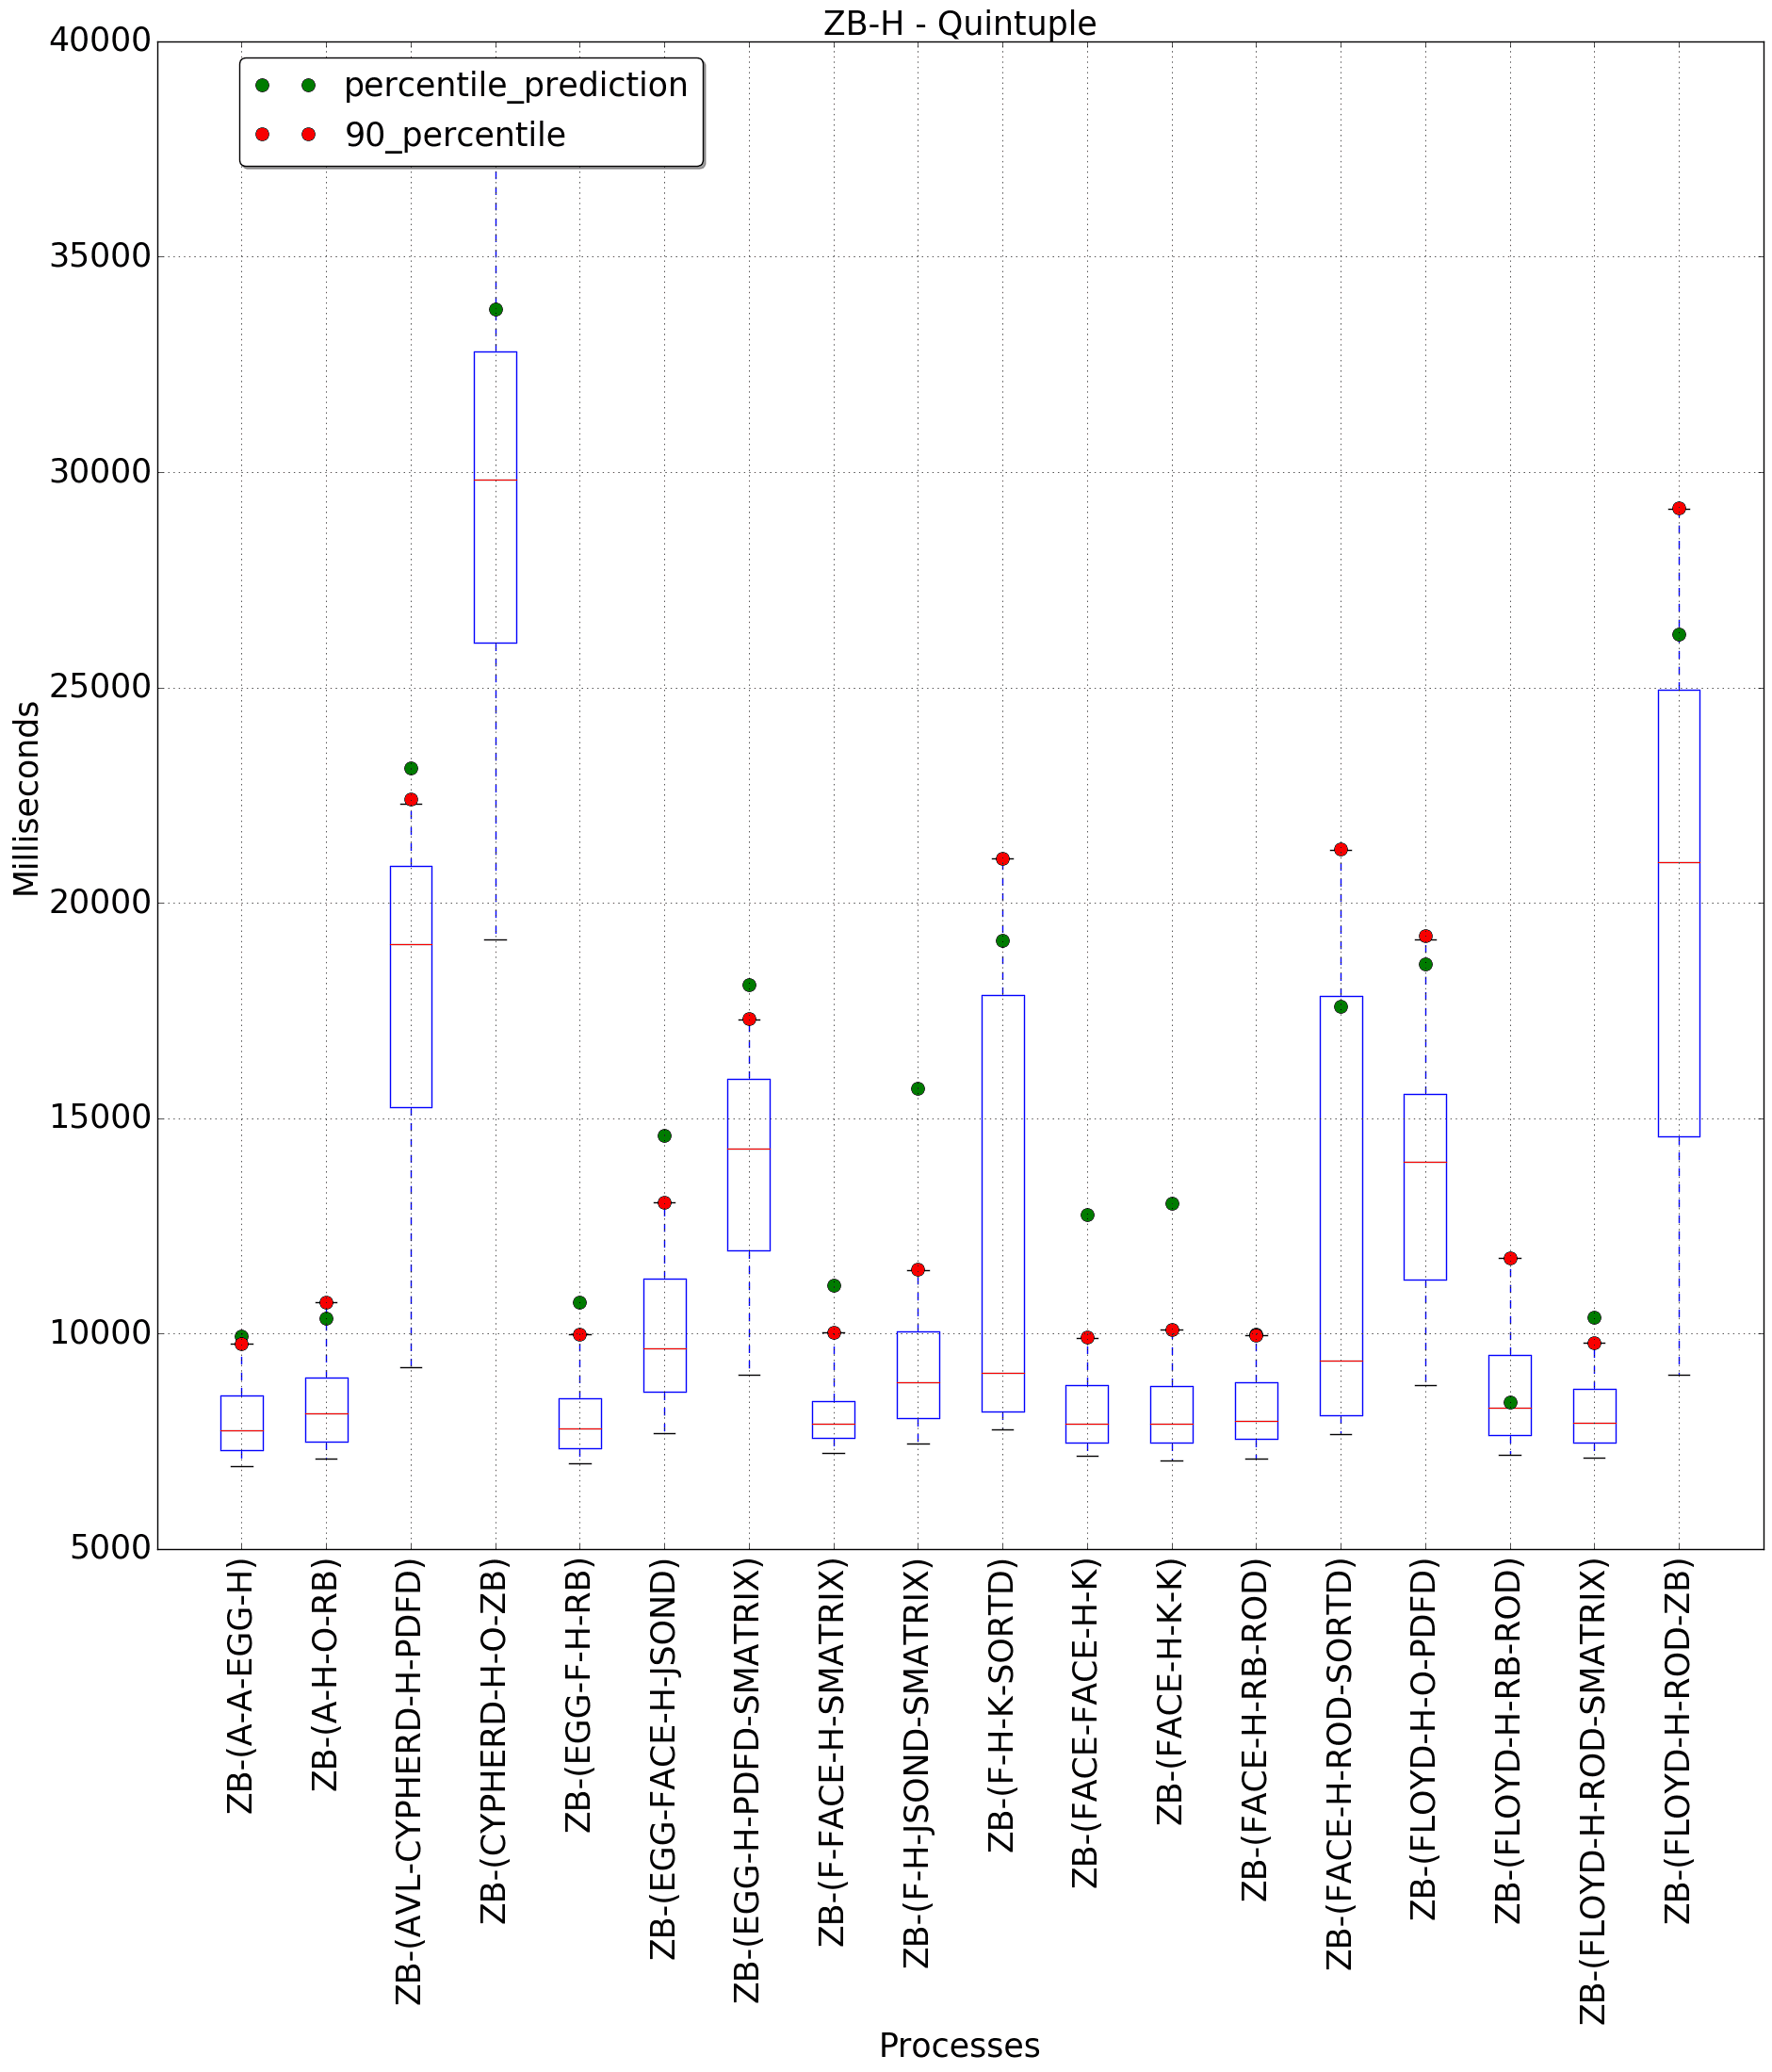 ZB-H - Quintuple
percentile_prediction
90_percentile
40000
35000
30000
25000
20000
15000
10000
5000
Milliseconds
ZB-(A-A-EGG-H)
ZB-(A-H-O-RB)
ZB-(AVL-CYPHERD-H-PDFD)
ZB-(CYPHERD-H-O-ZB)
ZB-(EGG-F-H-RB)
ZB-(EGG-FACE-H-JSOND)
ZB-(EGG-H-PDFD-SMATRIX)
ZB-(F-FACE-H-SMATRIX)
ZB-(F-H-JSOND-SMATRIX)
ZB-(F-H-K-SORTD)
ZB-(FACE-FACE-H-K)
ZB-(FACE-H-K-K)
ZB-(FACE-H-RB-ROD)
ZB-(FACE-H-ROD-SORTD)
ZB-(FLOYD-H-O-PDFD)
ZB-(FLOYD-H-RB-ROD)
ZB-(FLOYD-H-ROD-SMATRIX)
ZB-(FLOYD-H-ROD-ZB)
Processes